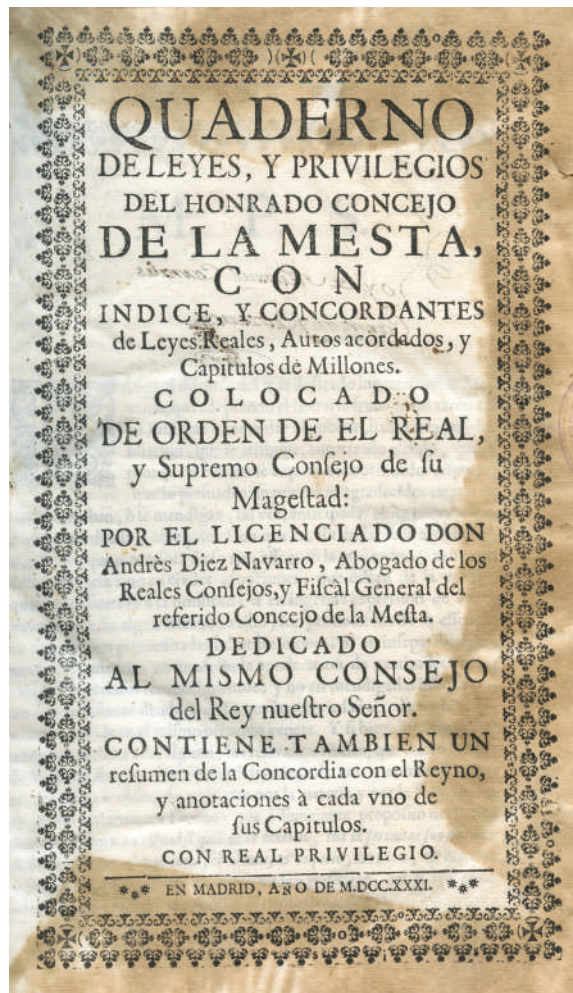 QUADERNO
DE LEYES, Y PRIVILEGIOS
DEL HONRADO CONCEJO
DE LA MESTA,
CON
INDICE, Y CONCORDANTES
de Leyes Reales, Autos acordados, y
Capitulos de Millones.
COLOCADO
DE ORDEN DE EL REAL,
y Supremo Conſejo de ſu
Mageſtad:
POR EL LICENCIADO DON
Andrès Diez Navarro, Abogado de los
Reales Conſejos, y Fiſcàl General del
referido Concejo de la Meſta.
DEDICADO
AL MISMO CONSEJO
del Rey nueſtro Señor.
CONTIENE TAMBIEN UN
reſumen de la Concordia con el Reyno,
y anotaciones à cada vno de
ſus Capitulos.
CON REAL PRIVILEGIO.
EN MADRID, AÑO DE M.DCC.XXXI.